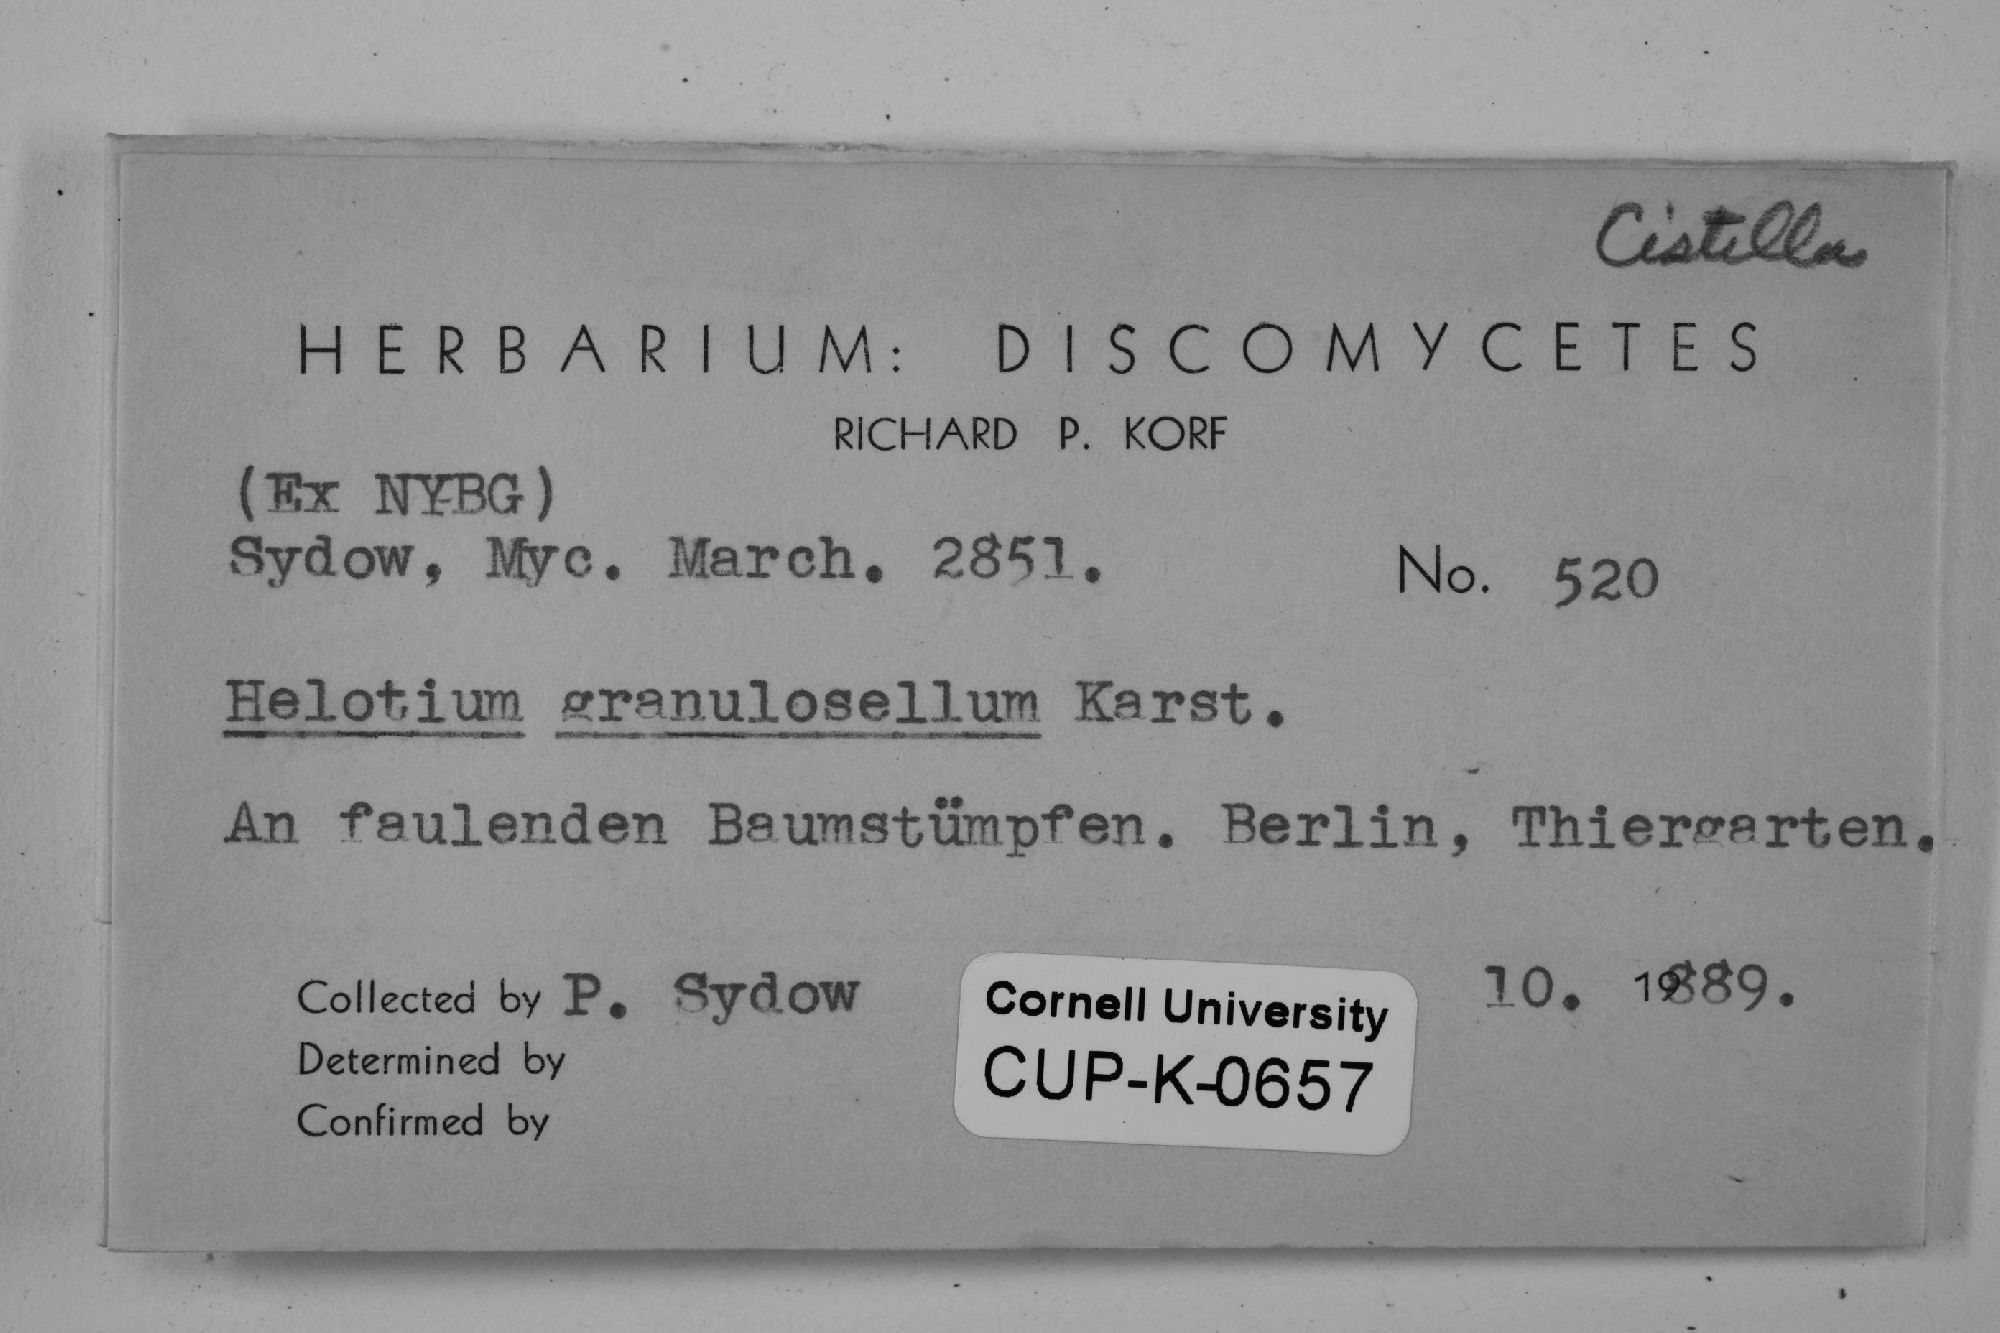 Cistella
HERBARIUM: DISCOMYCETES
RICHARD P. KORF
(Ex NYBG)
Sydow, Myc. March. 2851.
No. 520
Helotium granulosellum Karst.
An faulenden Baumstümpfen. Berlin, Thiergarten.
Collected by P. Sydow
10. 19889.
Determined by
Confirmed by
Cornell University
CUP-K-0657